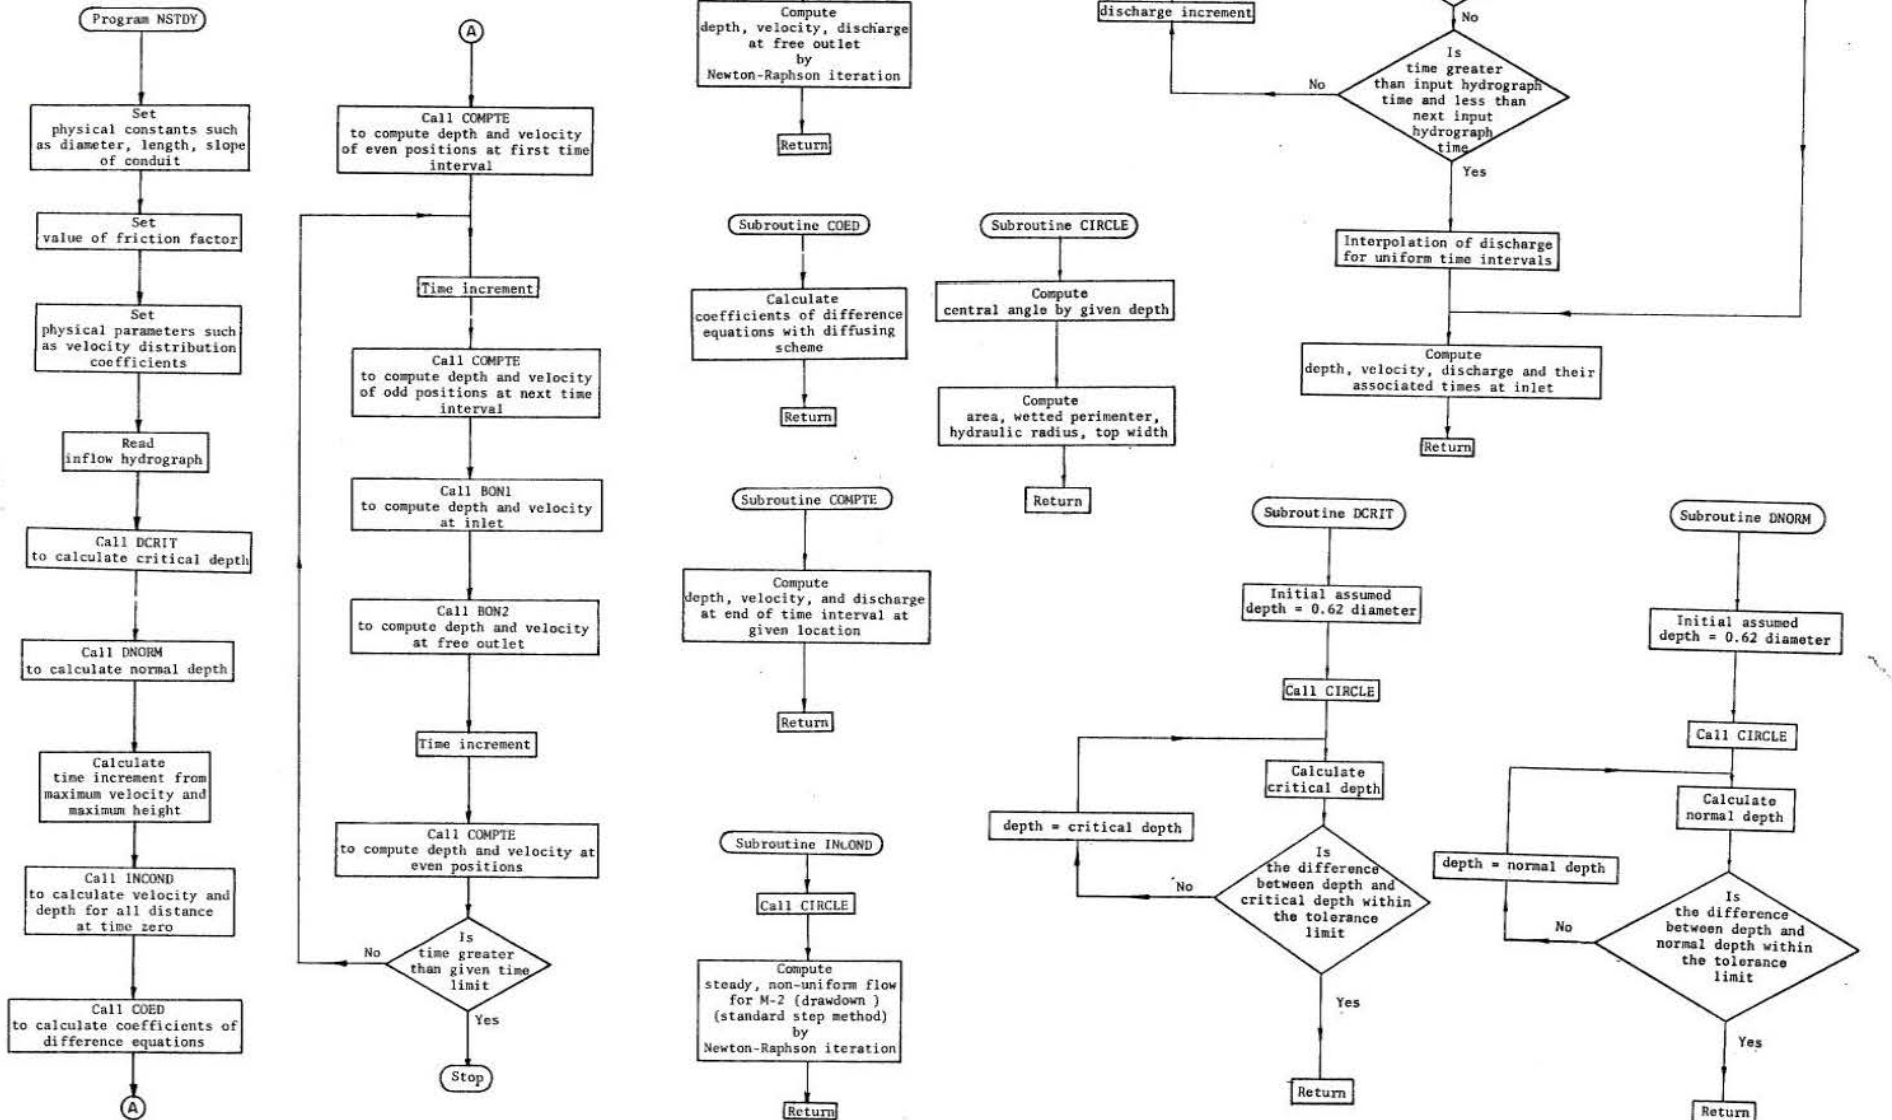 Program NSTDY
Set
physical constants such
as diameter, length, slope
of conduit
Set
value of friction factor
Set
physical parameters such
as velocity distribution
coefficients
Read
inflow hydrograph
Call DCRIT
to calculate critical depth
Call DNORM
to calculate normal depth
Calculate
time increment from
maximum velocity and
maximum height
Call INCOND
to calculate velocity and
depth for all distance
at time zero
Call COED
to calculate coefficients of
difference equations
A
A
Call COMPTE
to compute depth and velocity
of even positions at first time
interval
Time increment
Call COMPTE
to compute depth and velocity
of odd positions at next time
interval
Call BON1
to compute depth and velocity
at inlet
Call BON2
to compute depth and velocity
at free outlet
Time increment
Call COMPTE
to compute depth and velocity at
even positions
Is
time greater
than given time
limit
No
Yes
Stop
Compute
depth, velocity, discharge
at free outlet
by
Newton-Raphson iteration
Return
Subroutine COED
Calculate
coefficients of difference
equations with diffusing
scheme
Return
Subroutine COMPTE
Compute
depth, velocity, and discharge
at end of time interval at
given location
Return
Subroutine INCOND
Call CIRCLE
Compute
steady, non-uniform flow
for M-2 (drawdown )
(standard step method)
by
Newton-Raphson iteration
Return
Subroutine CIRCLE
Compute
central angle by given depth
Compute
area, wetted perimenter,
hydraulic radius, top width
Return
discharge increment
No
Is
time greater
than input hydrograph
time and less than
next input
hydrograph
time
No
Yes
Interpolation of discharge
for uniform time intervals
Compute
depth, velocity, discharge and their
associated times at inlet
Return
Subroutine DCRIT
Initial assumed
depth = 0.62 diameter
Call CIRCLE
Calculate
critical depth
depth = critical depth
Is
the difference
between depth and
critical depth within
the tolerance
limit
No
Yes
Return
Subroutine DNORM
Initial assumed
depth = 0.62 diameter
Call CIRCLE
Calculate
normal depth
depth = normal depth
Is
the difference
between depth and
normal depth within
the tolerance
limit
No
Yes
Return